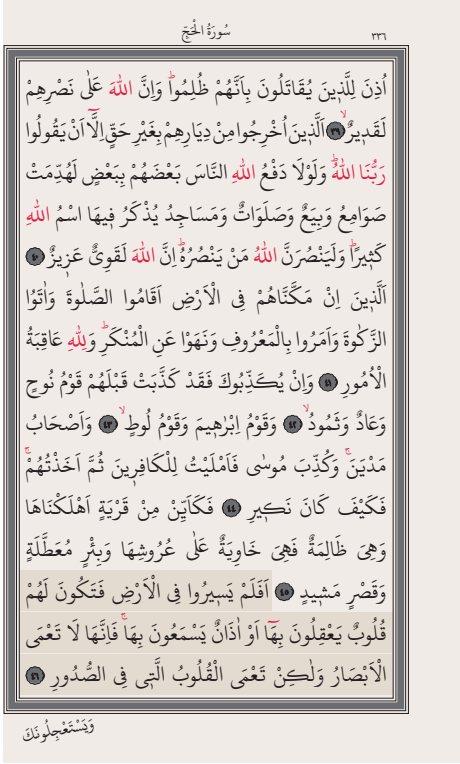 سُورَةُ الْحَجِّ ٣٣٦
اُذِنَ لِلَّذ۪ينَ يُقَاتَلُونَ بِاَنَّهُمْ ظُلِمُواۜ وَاِنَّ اللّٰهَ عَلٰى نَصْرِهِمْ
لَقَد۪يرٌۙ ﴿٣٩﴾ اَلَّذ۪ينَ اُخْرِجُوا مِنْ دِيَارِهِمْ بِغَيْرِ حَقٍّ اِلَّٓا اَنْ يَقُولُوا
رَبُّنَا اللّٰهُۜ وَلَوْلَا دَفْعُ اللّٰهِ النَّاسَ بَعْضَهُمْ بِبَعْضٍ لَهُدِّمَتْ
صَوَامِعُ وَبِيَعٌ وَصَلَوَاتٌ وَمَسَاجِدُ يُذْكَرُ ف۪يهَا اسْمُ اللّٰهِ
كَث۪يرًاۜ وَلَيَنْصُرَنَّ اللّٰهُ مَنْ يَنْصُرُهُۜ اِنَّ اللّٰهَ لَقَوِيٌّ عَز۪يزٌ ﴿٤٠﴾
اَلَّذ۪ينَ اِنْ مَكَّنَّاهُمْ فِي الْاَرْضِ اَقَامُوا الصَّلٰوةَ وَاٰتَوُا
الزَّكٰوةَ وَاَمَرُوا بِالْمَعْرُوفِ وَنَهَوْا عَنِ الْمُنْكَرِۜ وَلِلّٰهِ عَاقِبَةُ
الْاُمُورِ ﴿٤١﴾ وَاِنْ يُكَذِّبُوكَ فَقَدْ كَذَّبَتْ قَبْلَهُمْ قَوْمُ نُوحٍ
وَعَادٌ وَثَمُودُۙ ﴿٤٢﴾ وَقَوْمُ اِبْرٰه۪يمَ وَقَوْمُ لُوطٍۙ ﴿٤٣﴾ وَاَصْحَابُ
مَدْيَنَۚ وَكُذِّبَ مُوسٰى فَاَمْلَيْتُ لِلْكَافِر۪ينَ ثُمَّ اَخَذْتُهُمْۚ
فَكَيْفَ كَانَ نَك۪يرِ ﴿٤٤﴾ فَكَاَيِّنْ مِنْ قَرْيَةٍ اَهْلَكْنَاهَا
وَهِيَ ظَالِمَةٌ فَهِيَ خَاوِيَةٌ عَلٰى عُرُوشِهَا وَبِئْرٍ مُعَطَّلَةٍ
وَقَصْرٍ مَش۪يدٍ ﴿٤٥﴾ اَفَلَمْ يَس۪يرُوا فِي الْاَرْضِ فَتَكُونَ لَهُمْ
قُلُوبٌ يَعْقِلُونَ بِهَٓا اَوْ اٰذَانٌ يَسْمَعُونَ بِهَاۚ فَاِنَّهَا لَا تَعْمَى
الْاَبْصَارُ وَلٰكِنْ تَعْمَى الْقُلُوبُ الَّت۪ي فِي الصُّدُورِ ﴿٤٦﴾
وَيَسْتَعْجِلُونَكَ